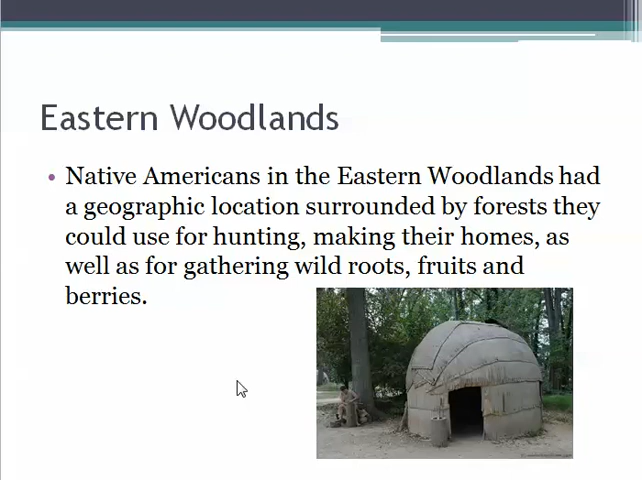 Eastern Woodlands
• Native Americans in the Eastern Woodlands had
a geographic location surrounded by forests they
could use for hunting, making their homes, as
well as for gathering wild roots, fruits and
berries.